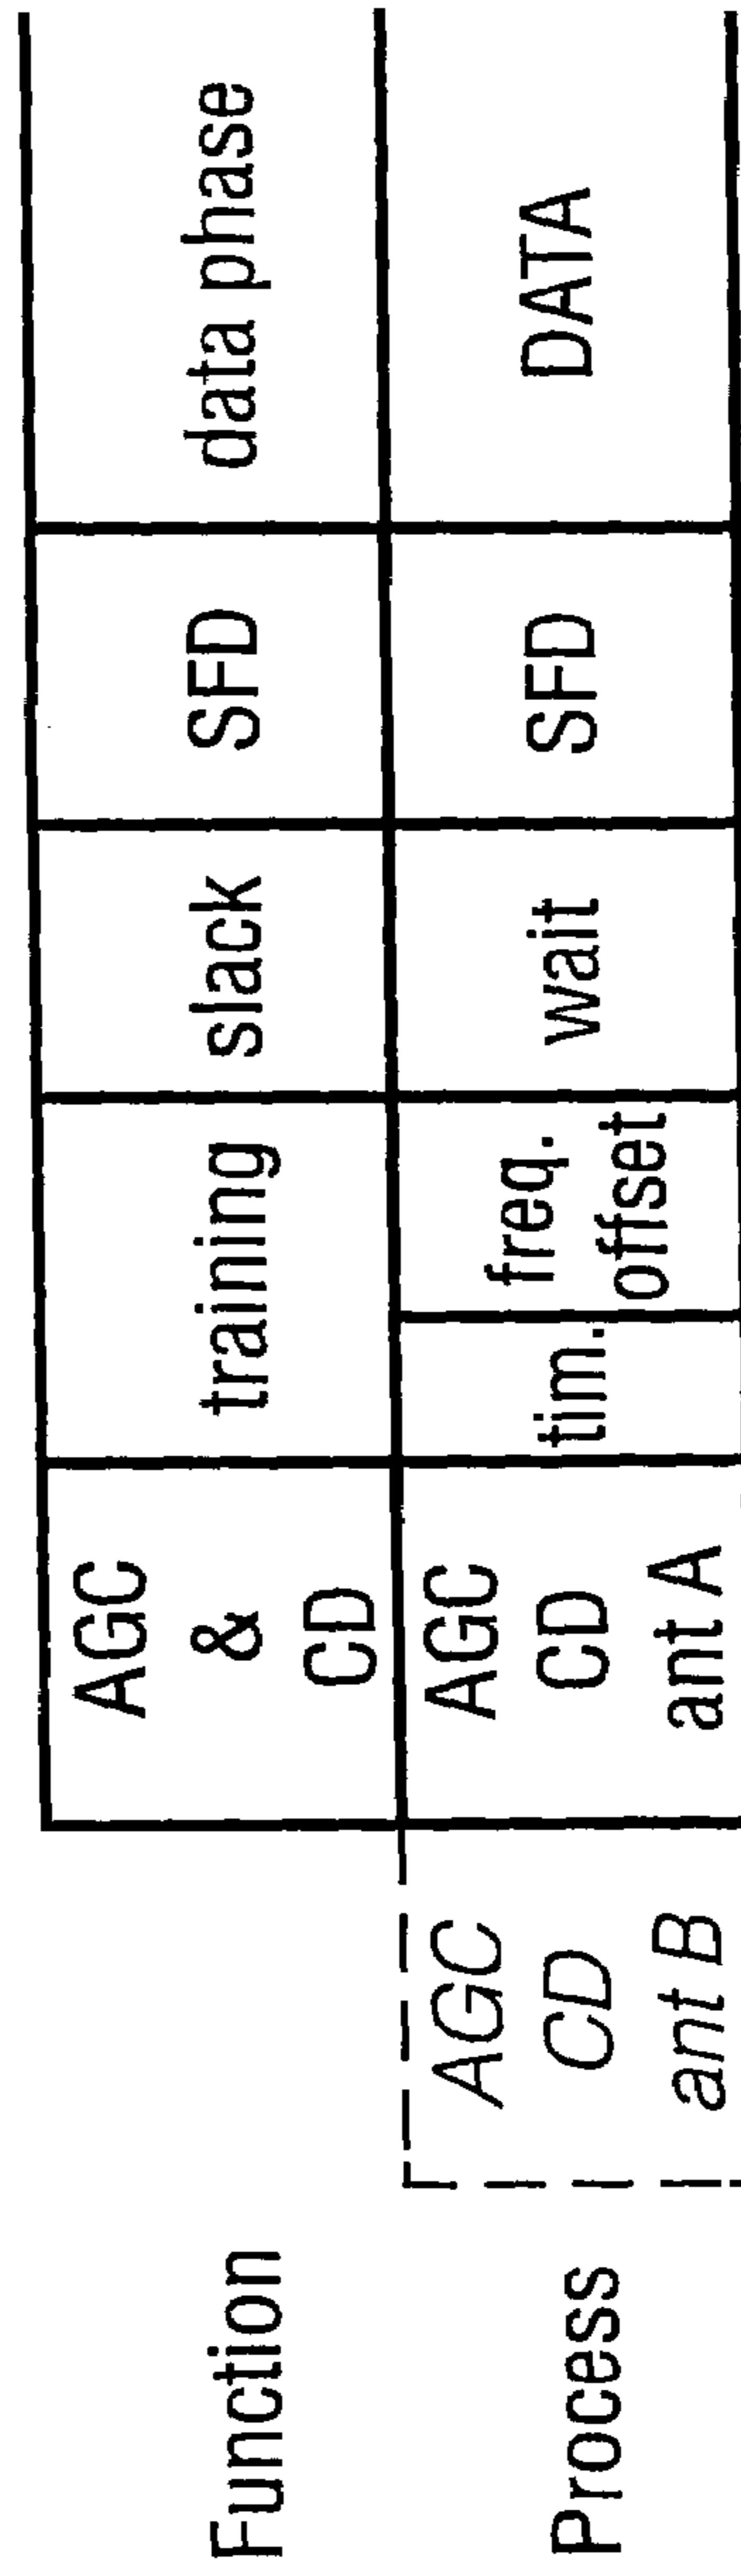 Function
AGC
&
CD
training
slack
SFD
data phase
Process
AGC
CD
ant B
AGC
CD
ant A
tim.
freq.
offset
wait
SFD
DATA